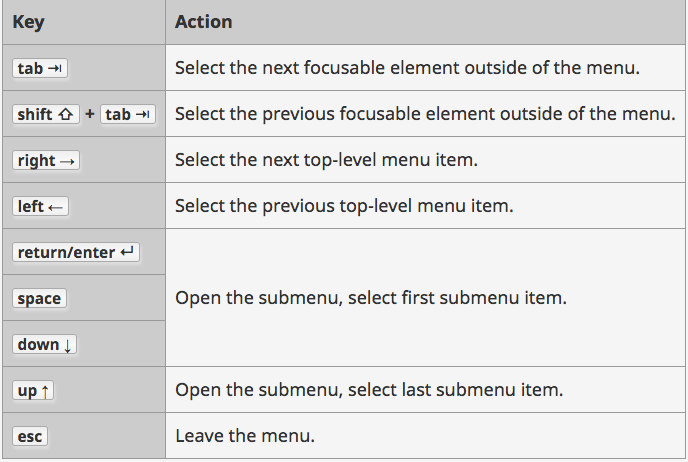 Key Action
tab ⇥ Select the next focusable element outside of the menu.
shift ⇧ + tab ⇥ Select the previous focusable element outside of the menu.
right → Select the next top-level menu item.
left ← Select the previous top-level menu item.
return/enter ↵
space Open the submenu, select first submenu item.
down ↓
up ↑ Open the submenu, select last submenu item.
esc Leave the menu.